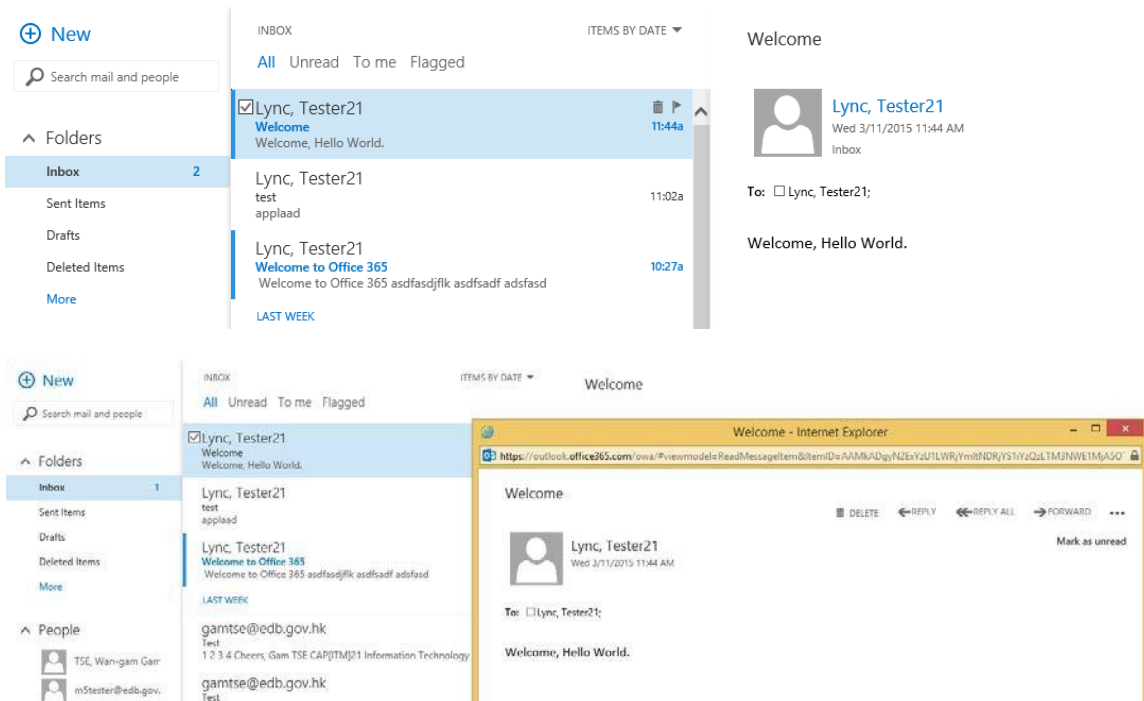 New
Search mail and people
Folders
Inbox 2
Sent Items
Drafts
Deleted Items
More
INBOX ITEMS BY DATE
All Unread To me Flagged
Lync, Tester21
Welcome 11:44a
Welcome, Hello World.
Lync, Tester21
test 11:02a
applaad
Lync, Tester21
Welcome to Office 365 10:27a
Welcome to Office 365 asdfasdjflk asdfsadf adsfasd
LAST WEEK
Welcome
Lync, Tester21
Wed 3/11/2015 11:44 AM
Inbox
To: Lync, Tester21;
Welcome, Hello World.
New
Search mail and people
Folders
Inbox 1
Sent Items
Drafts
Deleted Items
More
People
TSE, Wan-gam Gam
m5tester@edb.gov.
INBOX ITEMS BY DATE
All Unread To me Flagged
Lync, Tester21
Welcome
Welcome, Hello World.
Lync, Tester21
test
applaad
Lync, Tester21
Welcome to Office 365
Welcome to Office 365 asdfasdjflk asdfsadf adsfasd
LAST WEEK
gamtse@edb.gov.hk
Test
1 2 3 4 Cheers, Gam TSE CAP[ITM]21 Information Technology
gamtse@edb.gov.hk
Test
Welcome
Welcome - Internet Explorer
https://outlook.office365.com/owa/#viewmodel=ReadMessageItem&ItemID=
Welcome
DELETE REPLY REPLY ALL FORWARD •••
Mark as unread
Lync, Tester21
Wed 3/11/2015 11:44 AM
To: Lync, Tester21;
Welcome, Hello World.